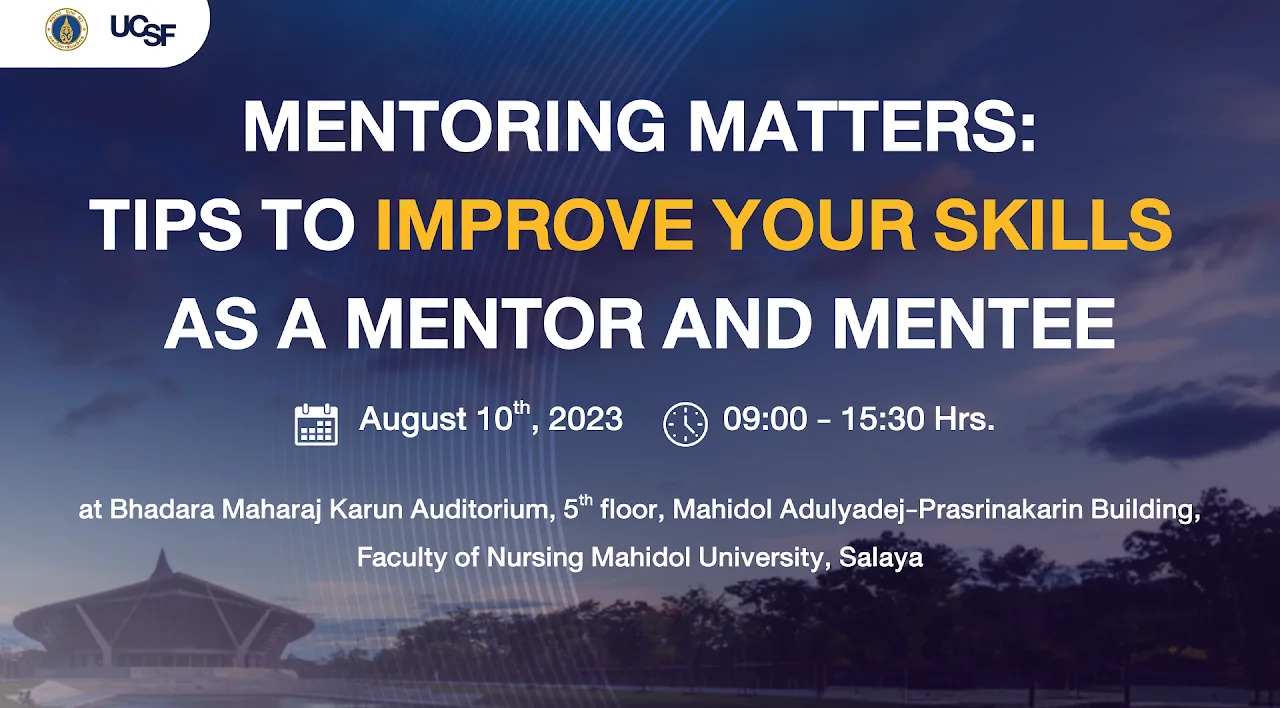 UCSF
MENTORING MATTERS:
TIPS TO IMPROVE YOUR SKILLS
AS A MENTOR AND MENTEE
August 10th, 2023 09:00 - 15:30 Hrs.
at Bhadara Maharaj Karun Auditorium, 5th floor, Mahidol Adulyadej-Prasrinakarin Building,
Faculty of Nursing Mahidol University, Salaya